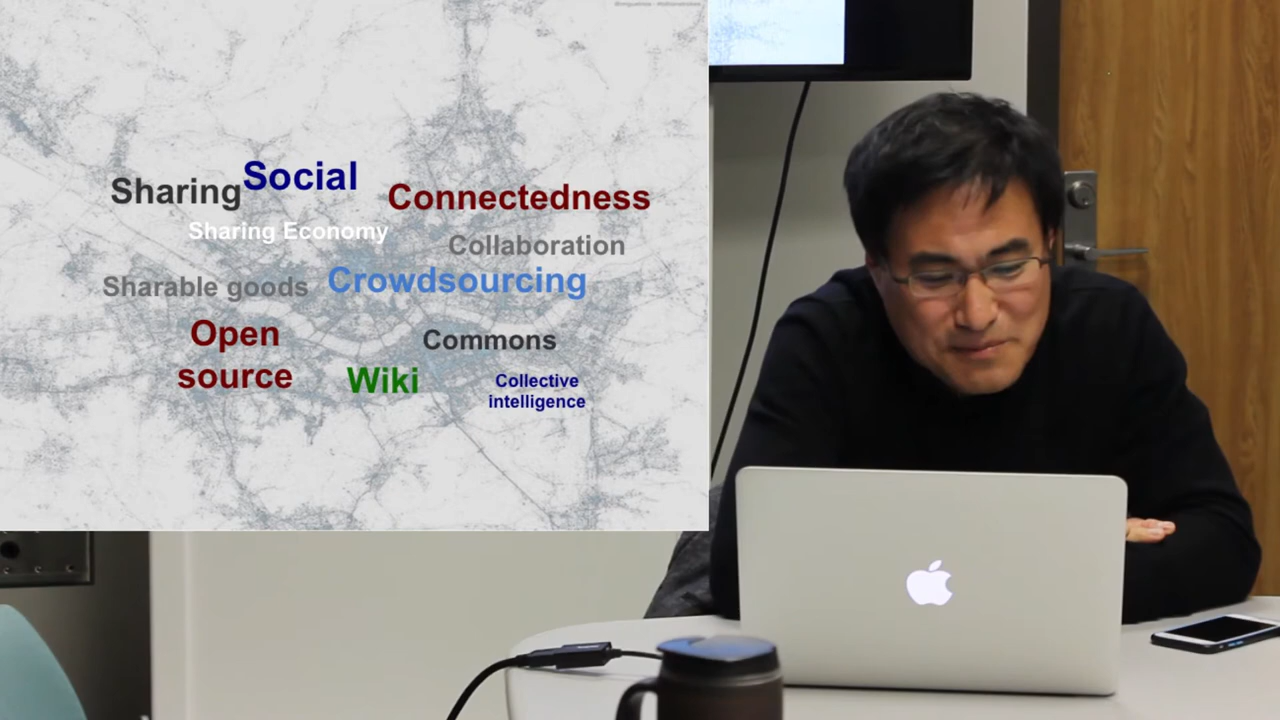 Social
Sharing
Connectedness
Sharing Economy
Collaboration
Crowdsourcing
Sharable goods
Open
source
Commons
Wiki
Collective
intelligence